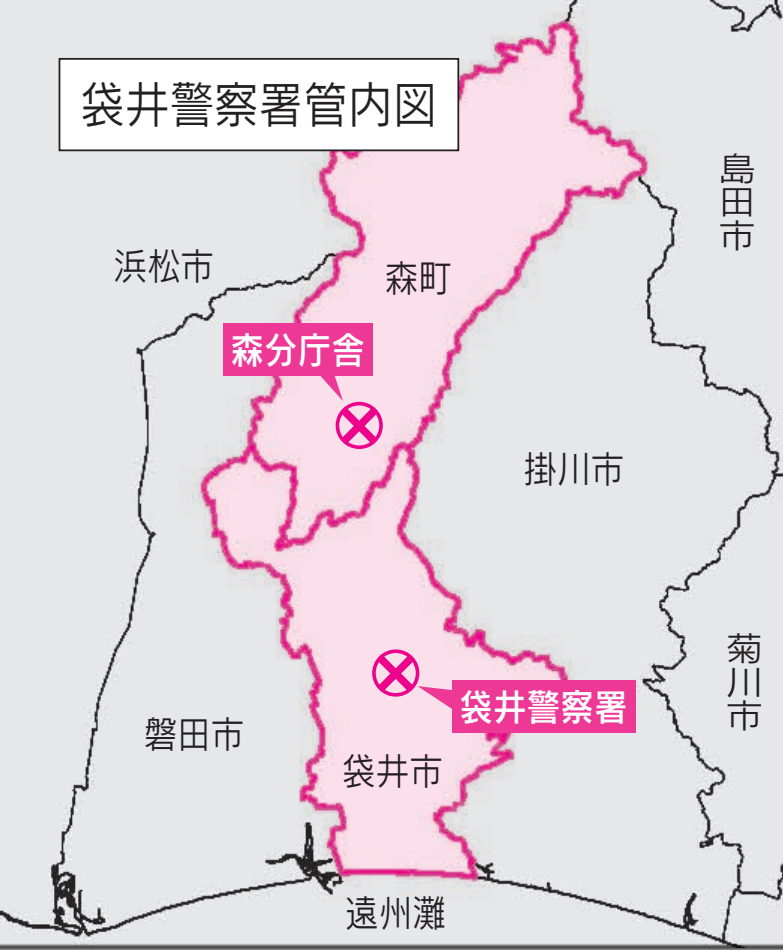 袋井警察署管内図
島田市
浜松市
森町
森分庁舎
掛川市
菊川市
袋井警察署
磐田市
袋井市
遠州灘